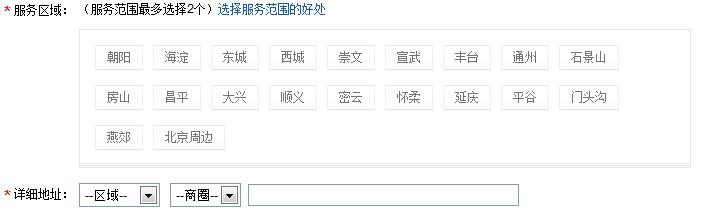 * 服务区域： （服务范围最多选择2个）选择服务范围的好处
朝阳 海淀 东城 西城 崇文 宣武 丰台 通州 石景山
房山 昌平 大兴 顺义 密云 怀柔 延庆 平谷 门头沟
燕郊 北京周边
* 详细地址： --区域-- --商圈--